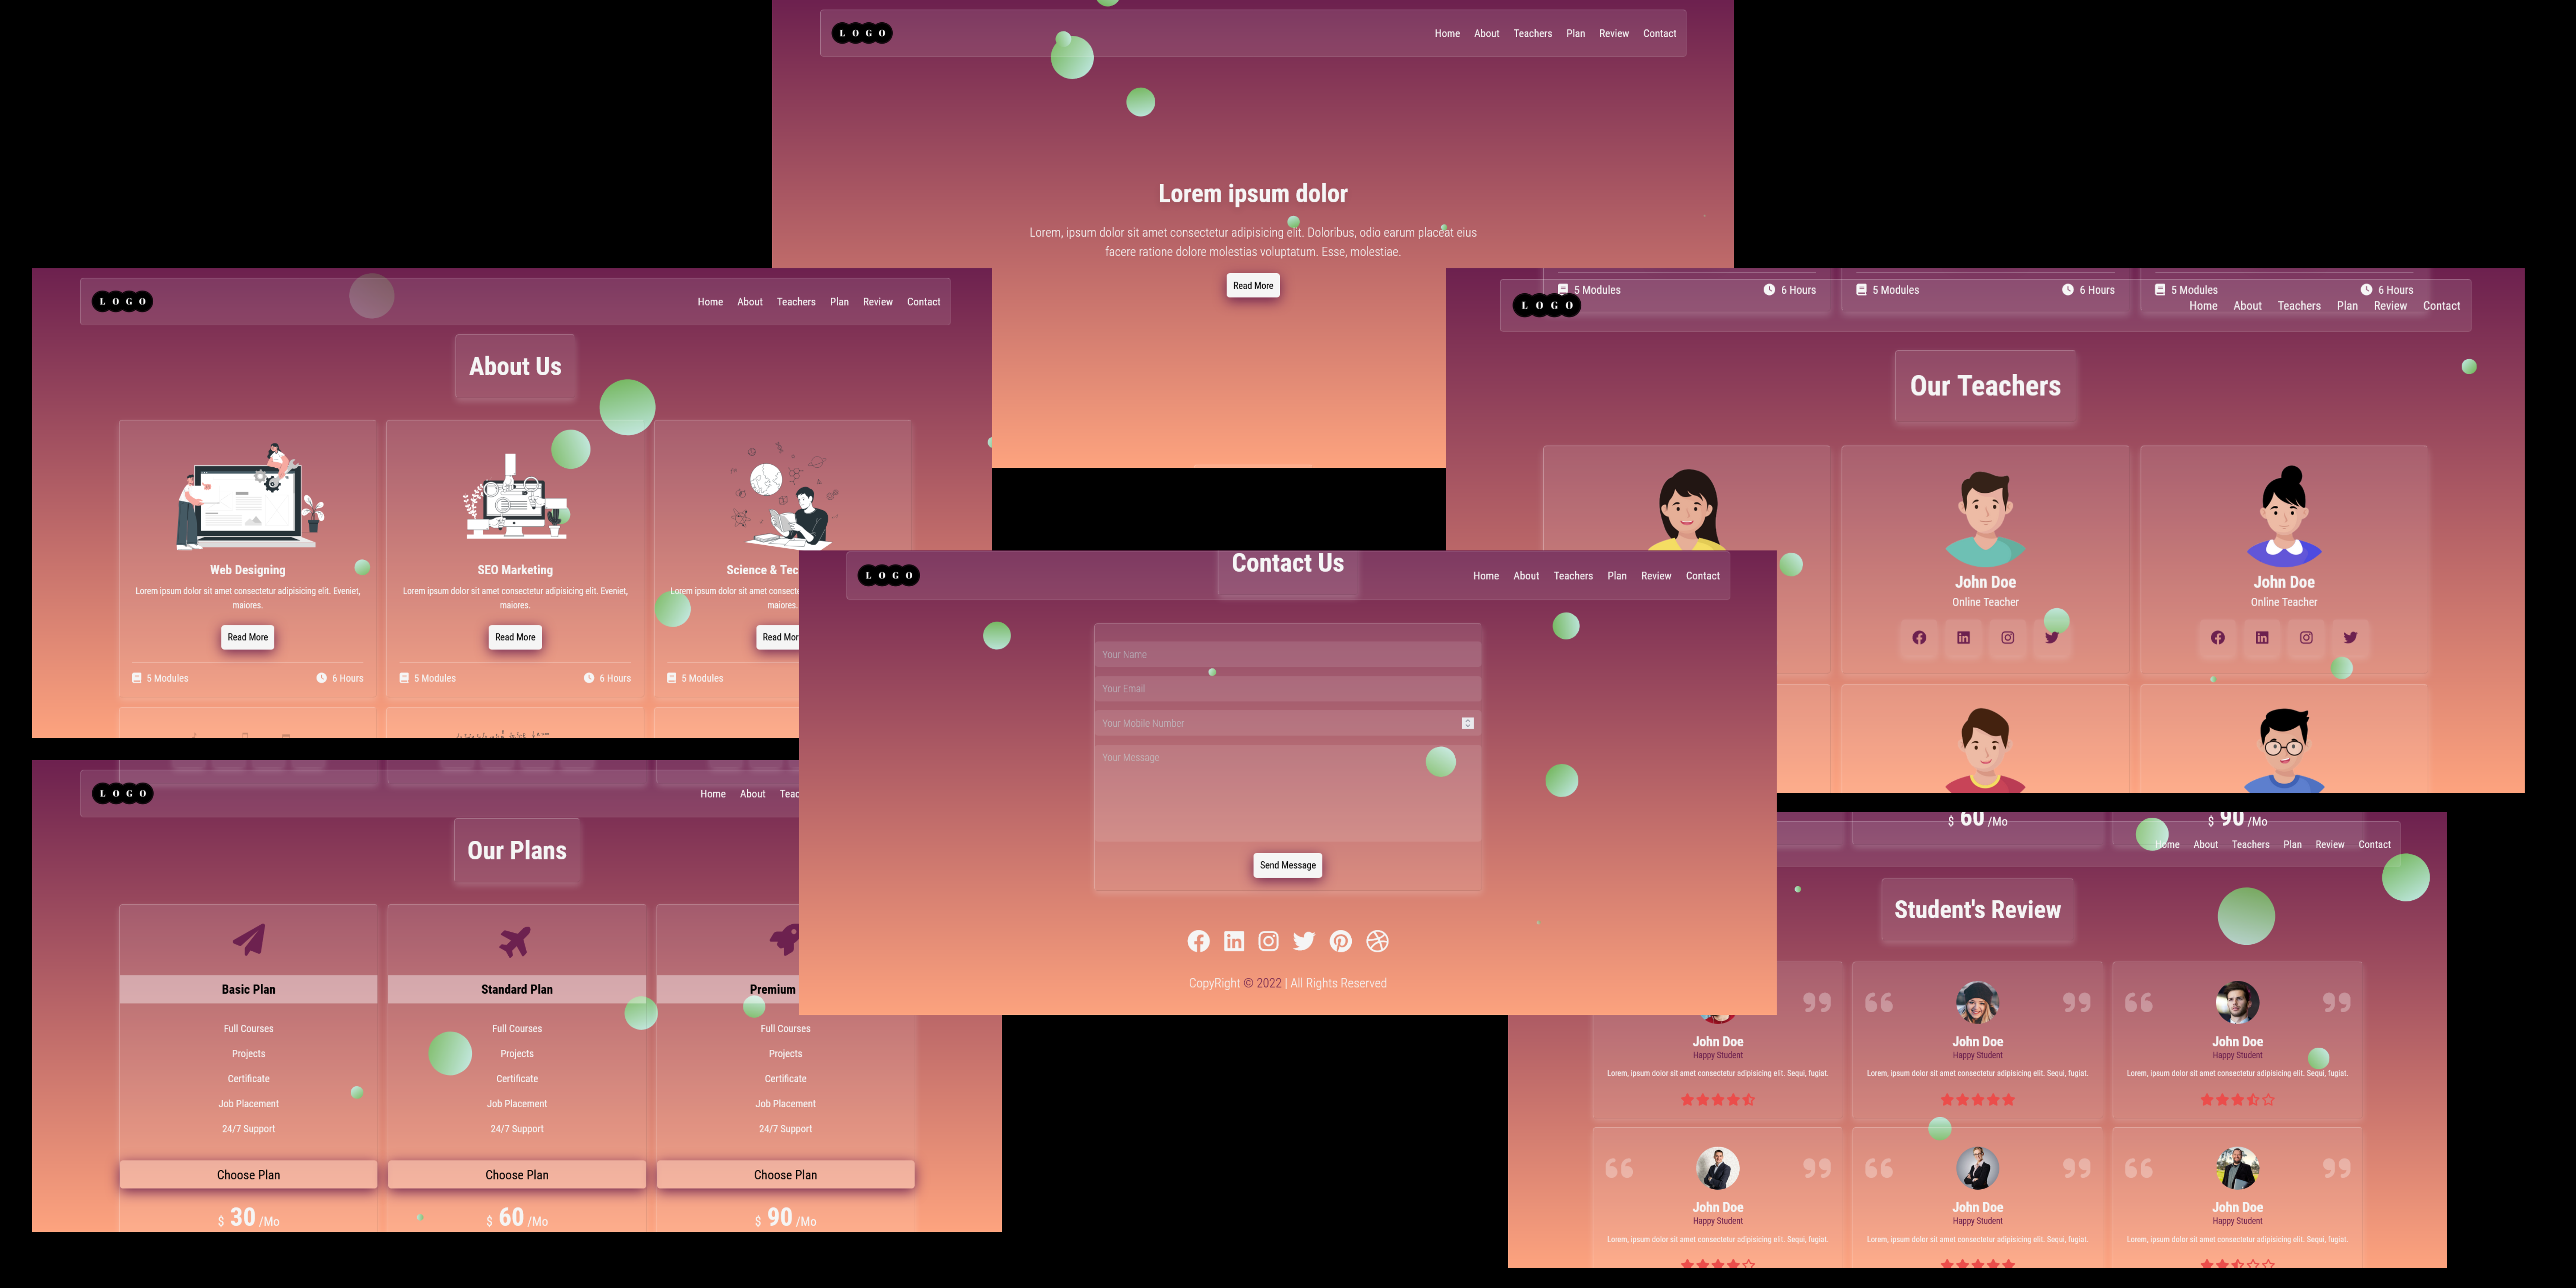 LOGO
Home About Teachers Plan Review Contact
Lorem ipsum dolor
Lorem, ipsum dolor sit amet consectetur adipisicing elit. Doloribus, odio earum placeat eius
facere ratione dolore molestias voluptatum. Esse, molestiae.
Read More
LOGO
Home About Teachers Plan Review Contact
About Us
Web Designing
Lorem ipsum dolor sit amet consectetur adipisicing elit. Eveniet,
maiores.
Read More
5 Modules 6 Hours
SEO Marketing
Lorem ipsum dolor sit amet consectetur adipisicing elit. Eveniet,
maiores.
Read More
5 Modules 6 Hours
Science &
Lorem ipsum dolor sit amet
maiores.
Read
5 Modules
5 Modules 6 Hours
5 Modules 6 Hours
5 Modules 6 Hours
LOGO
Home About Teachers Plan Review Contact
Our Teachers
John Doe
Online Teacher
John Doe
Online Teacher
Contact Us
LOGO
Home About Teachers Plan Review Contact
Your Name
Your Email
Your Mobile Number
Your Message
Send Message
CopyRight © 2022 | All Rights Reserved
LOGO
Home About
Our Plans
Basic Plan
Full Courses
Projects
Certificate
Job Placement
24/7 Support
Choose Plan
$ 30 /Mo
Standard Plan
Full Courses
Projects
Certificate
Job Placement
24/7 Support
Choose Plan
$ 60 /Mo
Premium
Full Courses
Projects
Certificate
Job Placement
24/7 Support
Choose Plan
$ 90 /Mo
$ 60 /Mo
$ 90 /Mo
Home About Teachers Plan Review Contact
Student's Review
John Doe
Happy Student
Lorem, ipsum dolor sit amet consectetur adipisicing elit. Sequi, fugiat.
John Doe
Happy Student
Lorem, ipsum dolor sit amet consectetur adipisicing elit. Sequi, fugiat.
John Doe
Happy Student
Lorem, ipsum dolor sit amet consectetur adipisicing elit. Sequi, fugiat.
John Doe
Happy Student
Lorem, ipsum dolor sit amet consectetur adipisicing elit. Sequi, fugiat.
John Doe
Happy Student
Lorem, ipsum dolor sit amet consectetur adipisicing elit. Sequi, fugiat.
John Doe
Happy Student
Lorem, ipsum dolor sit amet consectetur adipisicing elit. Sequi, fugiat.